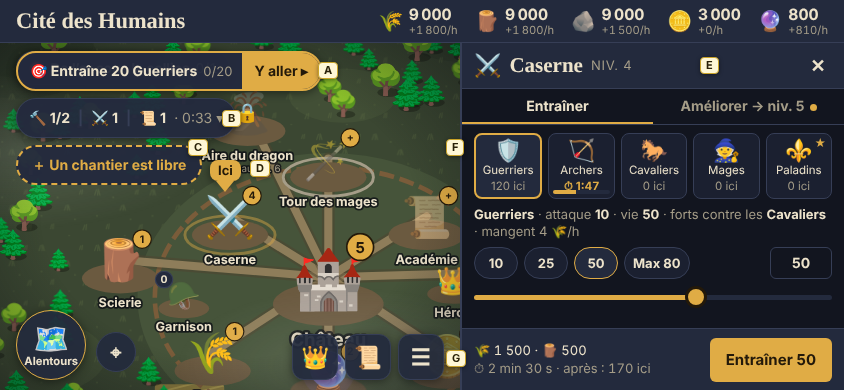 Cité des Humains
9 000
+1 800/h
9 000
+1 800/h
9 000
+1 500/h
3 000
+0/h
800
+810/h
Entraîne 20 Guerriers 0/20
Y aller ▸
A
1/2
1
1 · 0:33 ▾
B
+ Un chantier est libre
C
Aire du dragon
Ici
D
4
+
Tour des mages
Caserne
5
+
Académie
1
Scierie
0
Garnison
1
Château
Héro
Alentours
⌖
☰
G
F
Caserne NIV. 4
E
✕
Entraîner
Améliorer → niv. 5
Guerriers
120 ici
Archers
1:47
Cavaliers
0 ici
Mages
0 ici
★
Paladins
0 ici
Guerriers · attaque 10 · vie 50 · forts contre les Cavaliers
· mangent 4 /h
10
25
50
Max 80
50
1 500 · 500
2 min 30 s · après : 170 ici
Entraîner 50